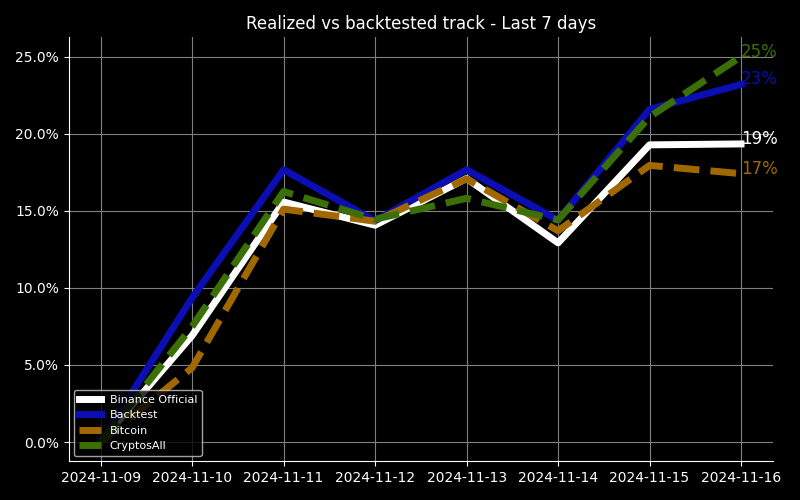 Realized vs backtested track - Last 7 days
25.0%
20.0%
15.0%
10.0%
5.0%
0.0%
25%
23%
19%
17%
Binance Official
Backtest
Bitcoin
CryptosAll
2024-11-09 2024-11-10 2024-11-11 2024-11-12 2024-11-13 2024-11-14 2024-11-15 2024-11-16